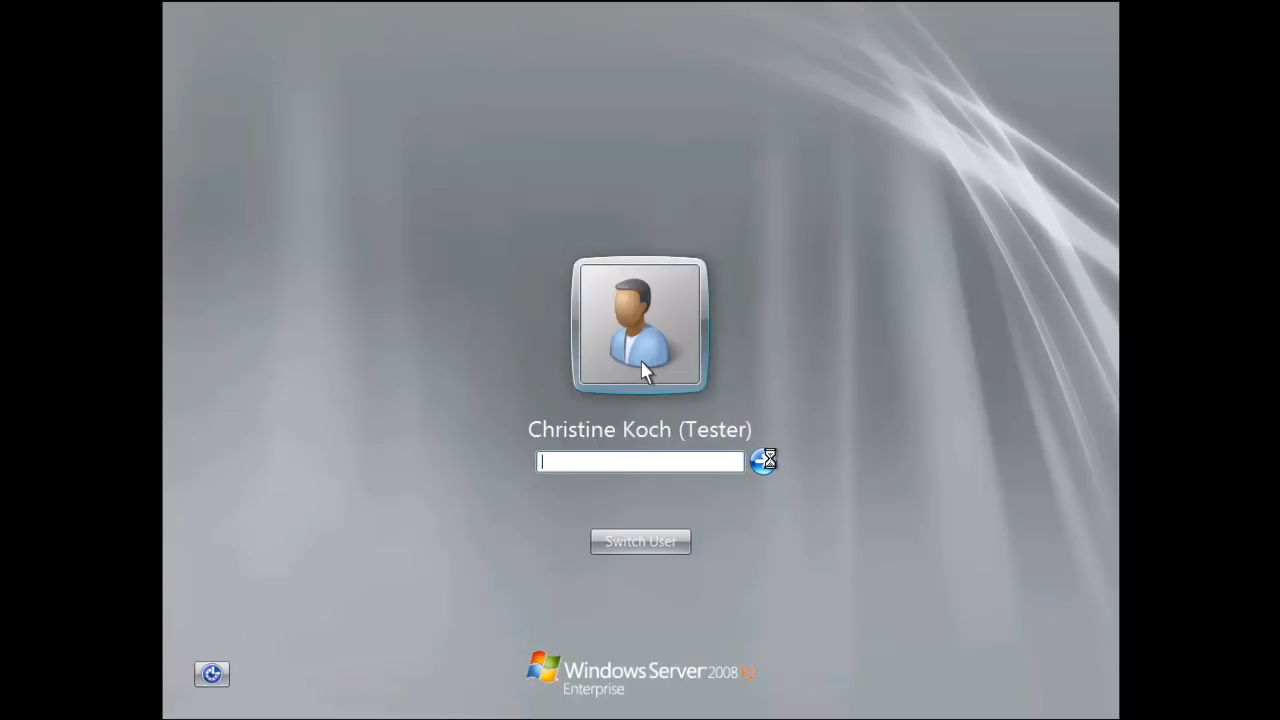 Christine Koch (Tester)
Switch User
Windows Server 2008 R2
Enterprise